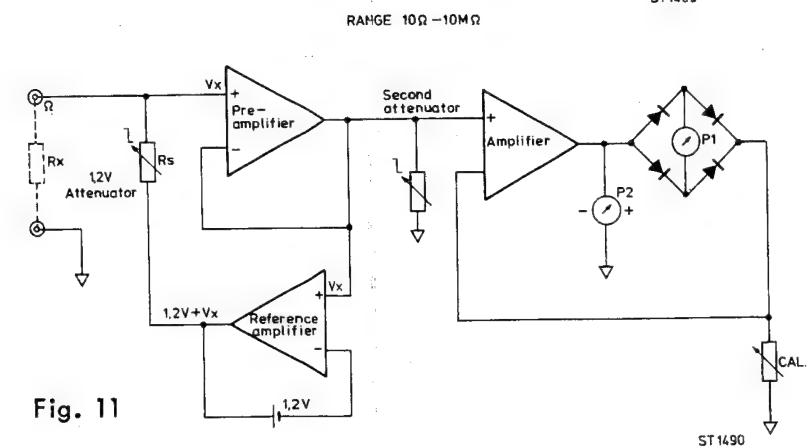 RANGE 10Ω-10MΩ
Vx
Ω
+
Pre-
amplifier
-
Second
attenuator
+
Amplifier
P1
Rx
1,2V
Attenuator
Rs
P2
-
+
Vx
+
1,2V+Vx
Reference
amplifier
-
1,2V
CAL.
Fig. 11
ST1490